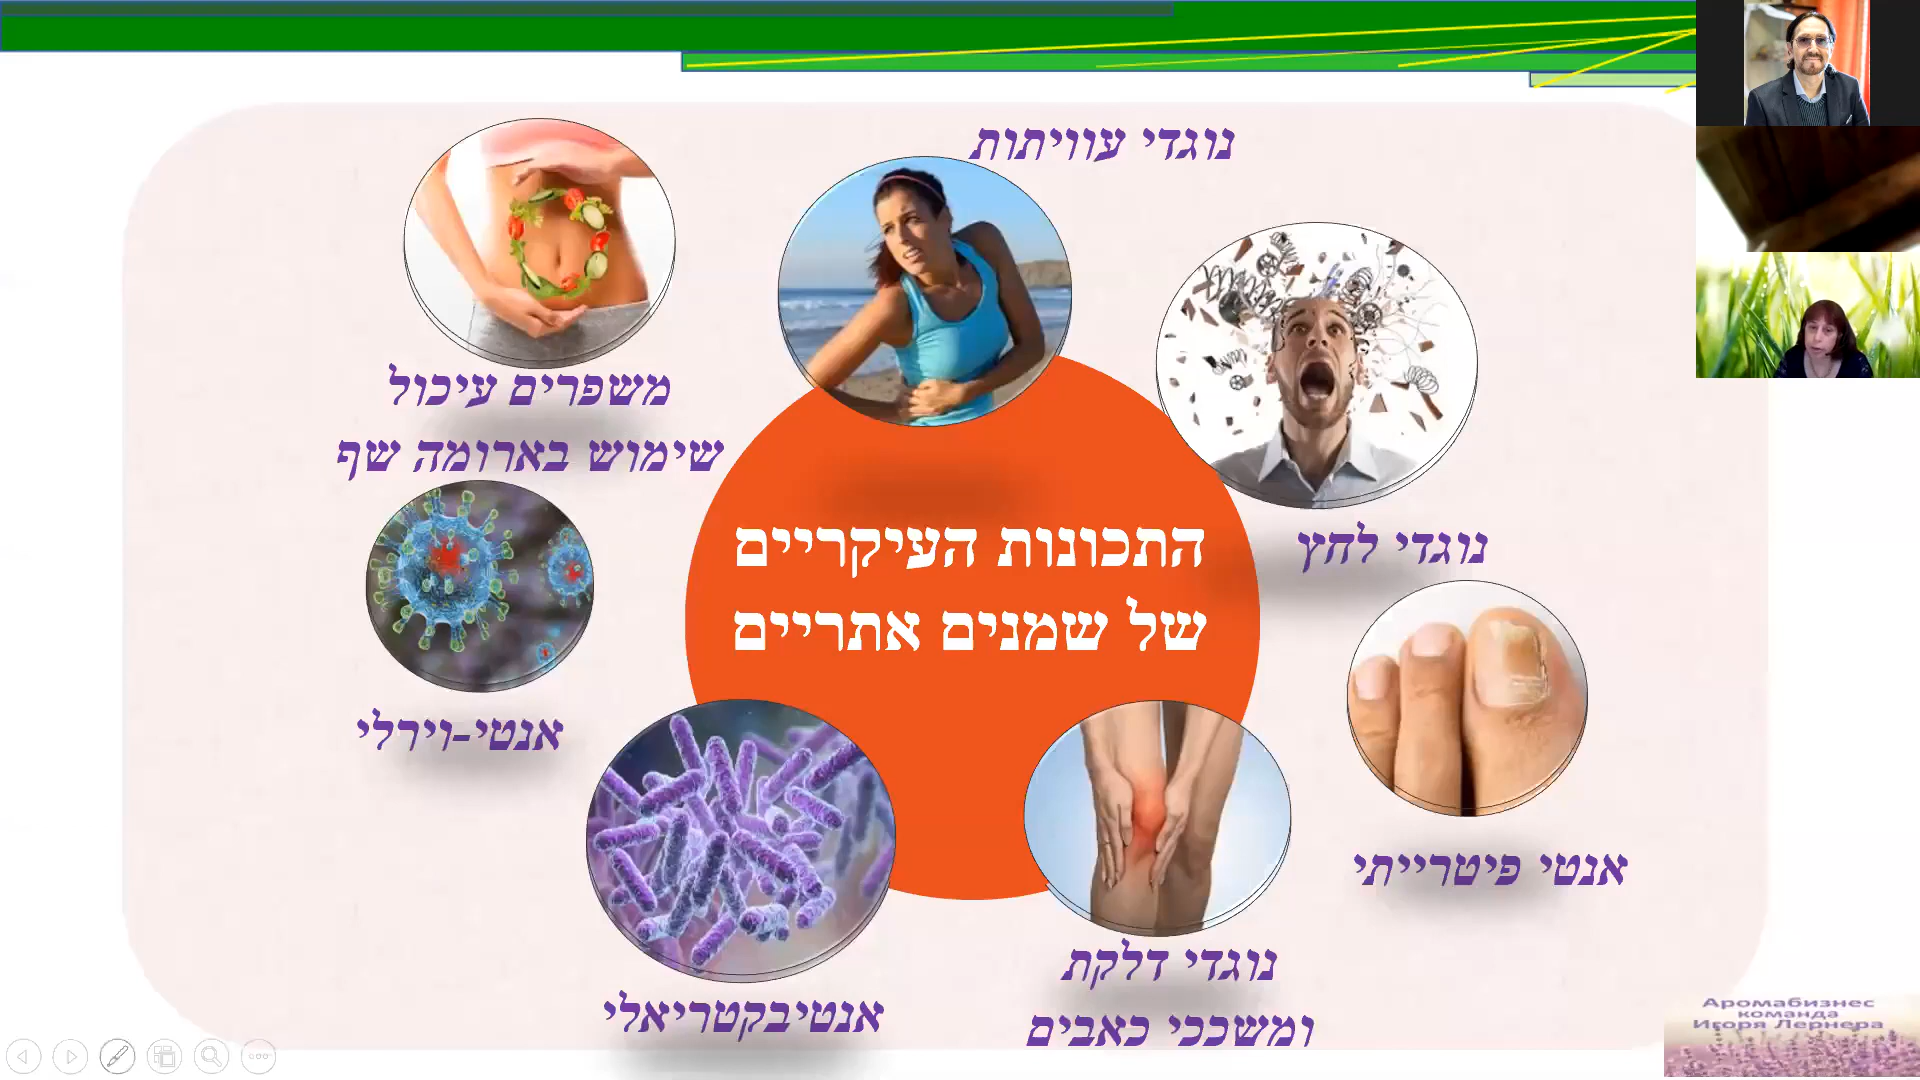 נוגדי עוויתות
משפרים עיכול
שימוש בארומה שף
התכונות העיקריים
של שמנים אתריים
נוגדי לחץ
אנטי-וירלי
אנטי פיטרייתי
נוגדי דלקת
ומשככי כאבים
אנטיבקטריאלי
Аромабизнес
команда
Игоря Лернера